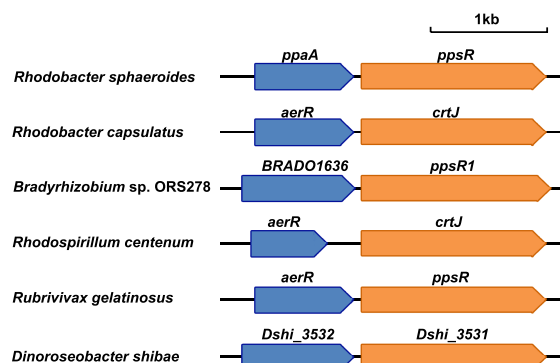 1kb
ppaA ppsR
Rhodobacter sphaeroides
aerR crtJ
Rhodobacter capsulatus
BRADO1636 ppsR1
Bradyrhizobium sp. ORS278
aerR crtJ
Rhodospirillum centenum
aerR ppsR
Rubrivivax gelatinosus
Dshi_3532 Dshi_3531
Dinoroseobacter shibae